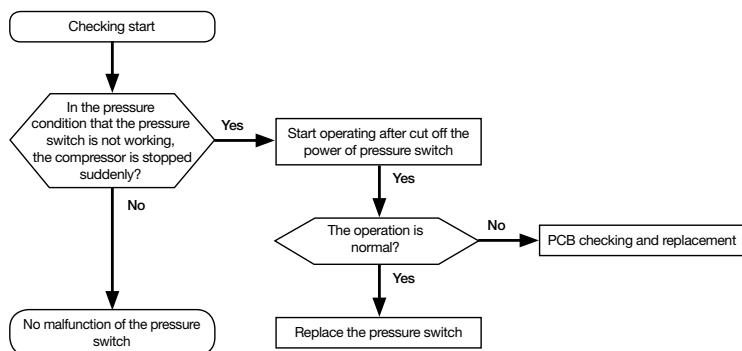 Checking start
In the pressure
condition that the pressure
switch is not working,
the compressor is stopped
suddenly?
Yes
Start operating after cut off the
power of pressure switch
Yes
No
The operation is
normal?
No
PCB checking and replacement
Yes
No malfunction of the pressure
switch
Replace the pressure switch